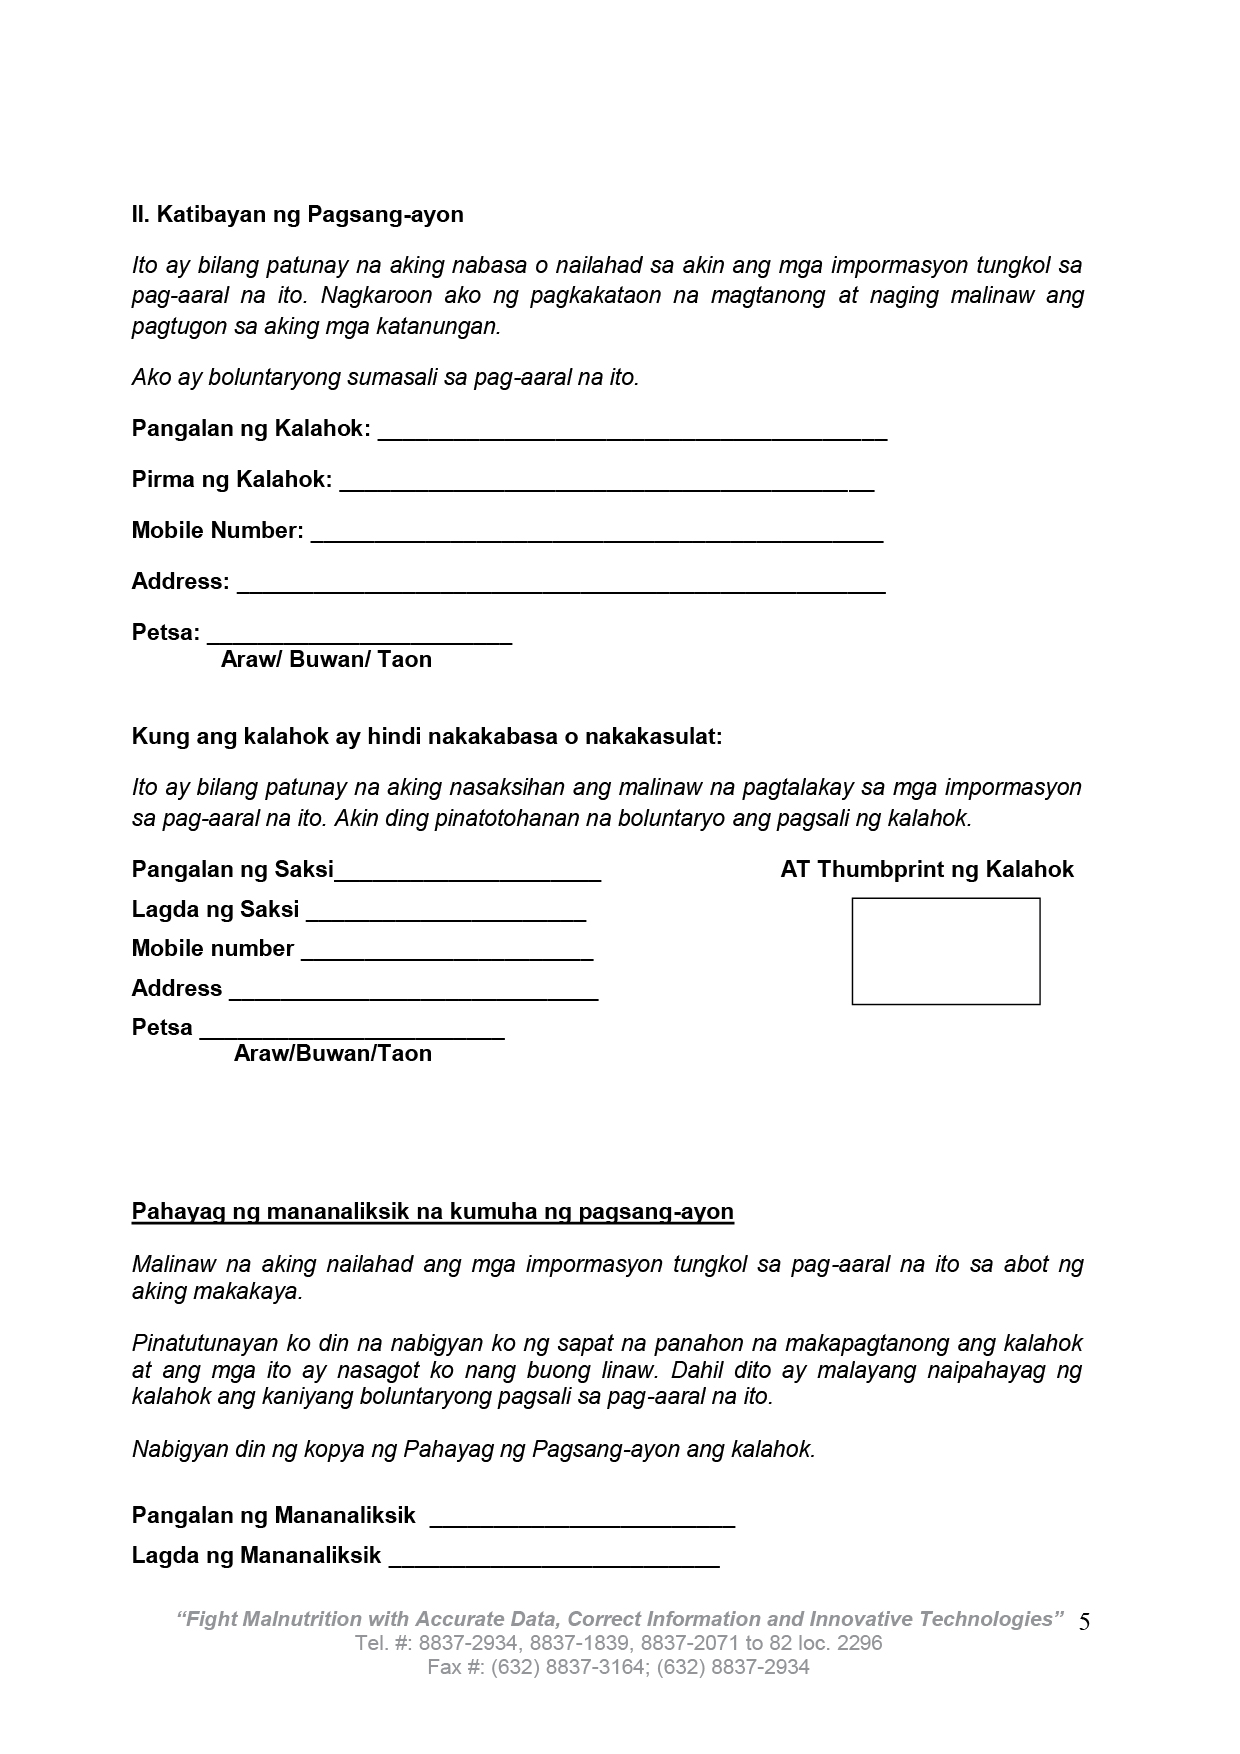 II. Katibayan ng Pagsang-ayon
Ito ay bilang patunay na aking nabasa o nailahad sa akin ang mga impormasyon tungkol sa
pag-aaral na ito. Nagkaroon ako ng pagkakataon na magtanong at naging malinaw ang
pagtugon sa aking mga katanungan.
Ako ay boluntaryong sumasali sa pag-aaral na ito.
Pangalan ng Kalahok: ________________________________________
Pirma ng Kalahok: __________________________________________
Mobile Number: _____________________________________________
Address: ___________________________________________________
Petsa: ________________________
Araw/ Buwan/ Taon
Kung ang kalahok ay hindi nakakabasa o nakakasulat:
Ito ay bilang patunay na aking nasaksihan ang malinaw na pagtalakay sa mga impormasyon
sa pag-aaral na ito. Akin ding pinatotohanan na boluntaryo ang pagsali ng kalahok.
Pangalan ng Saksi_____________________ AT Thumbprint ng Kalahok
Lagda ng Saksi ______________________
Mobile number _______________________
Address _____________________________
Petsa ________________________
Araw/Buwan/Taon
Pahayag ng mananaliksik na kumuha ng pagsang-ayon
Malinaw na aking nailahad ang mga impormasyon tungkol sa pag-aaral na ito sa abot ng
aking makakaya.
Pinatutunayan ko din na nabigyan ko ng sapat na panahon na makapagtanong ang kalahok
at ang mga ito ay nasagot ko nang buong linaw. Dahil dito ay malayang naipahayag ng
kalahok ang kaniyang boluntaryong pagsali sa pag-aaral na ito.
Nabigyan din ng kopya ng Pahayag ng Pagsang-ayon ang kalahok.
Pangalan ng Mananaliksik ________________________
Lagda ng Mananaliksik __________________________
“Fight Malnutrition with Accurate Data, Correct Information and Innovative Technologies” 5
Tel. #: 8837-2934, 8837-1839, 8837-2071 to 82 loc. 2296
Fax #: (632) 8837-3164; (632) 8837-2934